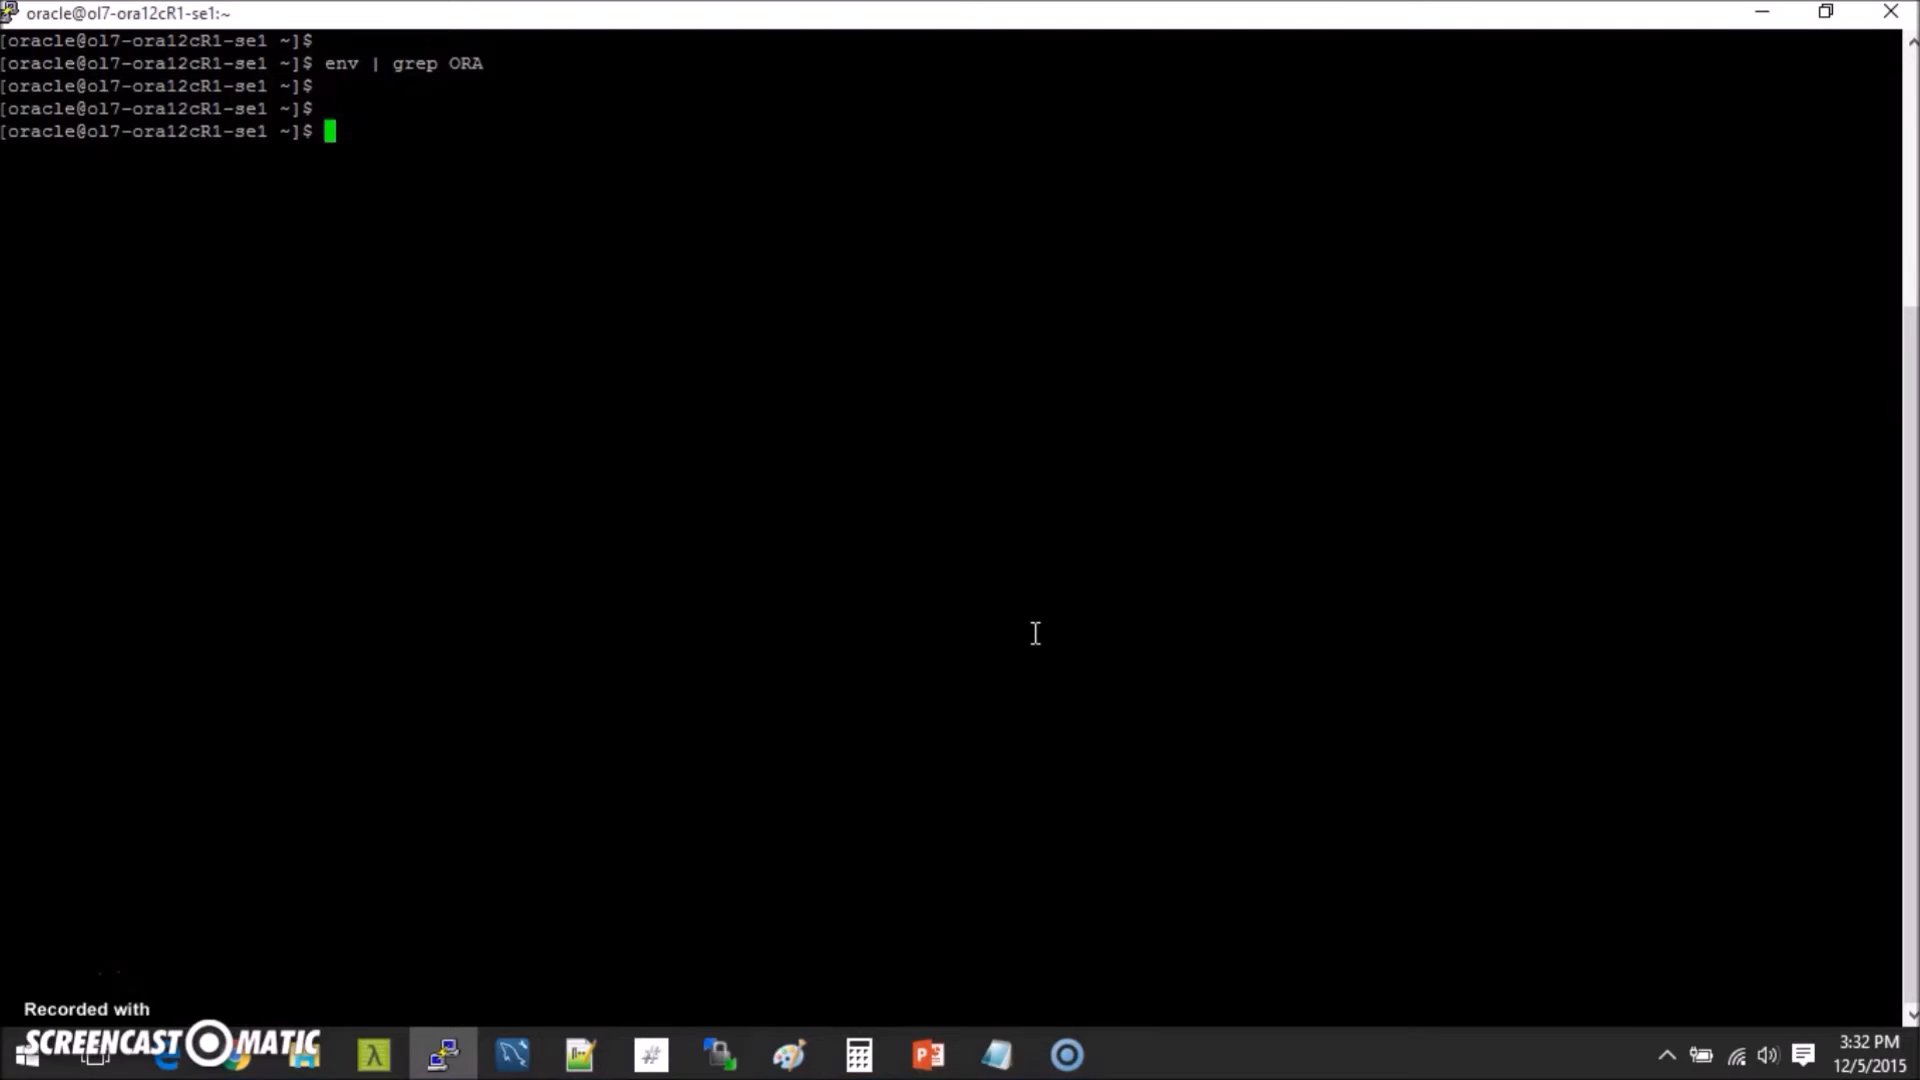 oracle@ol7-ora12cR1-se1:~
[oracle@ol7-ora12cR1-se1 ~]$
[oracle@ol7-ora12cR1-se1 ~]$ env | grep ORA
[oracle@ol7-ora12cR1-se1 ~]$
[oracle@ol7-ora12cR1-se1 ~]$
[oracle@ol7-ora12cR1-se1 ~]$
Recorded with
SCREENCAST MATIC
3:32 PM
12/5/2015